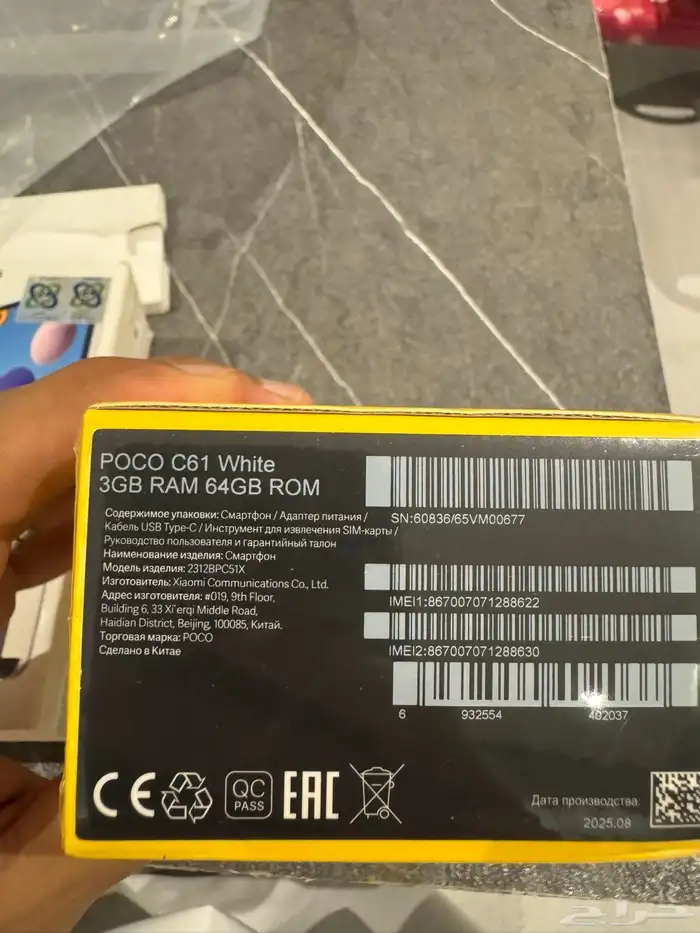 POCO C61 White
3GB RAM 64GB ROM
Содержимое упаковки: Смартфон / Адаптер питания /
Кабель USB Type-C / Инструмент для извлечения SIM-карты /
Руководство пользователя и гарантийный талон
Наименование изделия: Смартфон
Модель изделия: 2312BPC51X
Изготовитель: Xiaomi Communications Co., Ltd.
Адрес изготовителя: #019, 9th Floor,
Building 6, 33 Xi'erqi Middle Road,
Haidian District, Beijing, 100085, Китай.
Торговая марка: POCO
Сделано в Китае
SN:60836/65VM00677
IMEI1:867007071288622
IMEI2:867007071288630
6 932554 402037
CE
QC
PASS
EAC
Дата производства:
2025.08
حراج